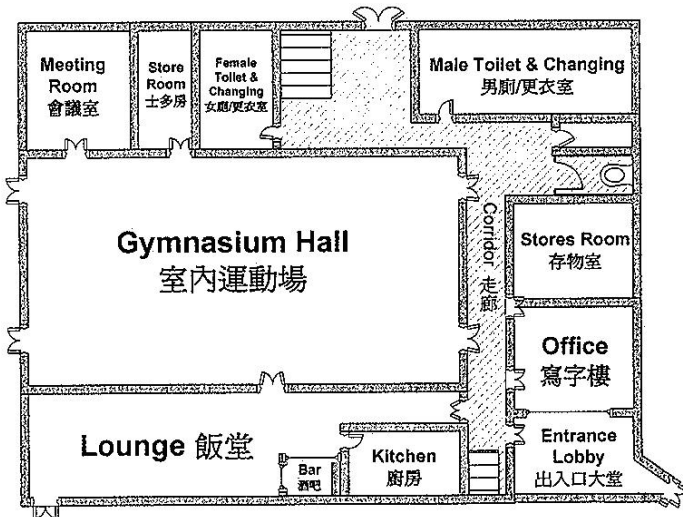 Meeting
Room
會議室
Store
Room
士多房
Female
Toilet &
Changing
女廁/更衣室
Male Toilet & Changing
男廁/更衣室
Gymnasium Hall
室內運動場
Corridor 走廊
Stores Room
存物室
Office
寫字樓
Lounge 飯堂
Bar
酒吧
Kitchen
廚房
Entrance
Lobby
出入口大堂